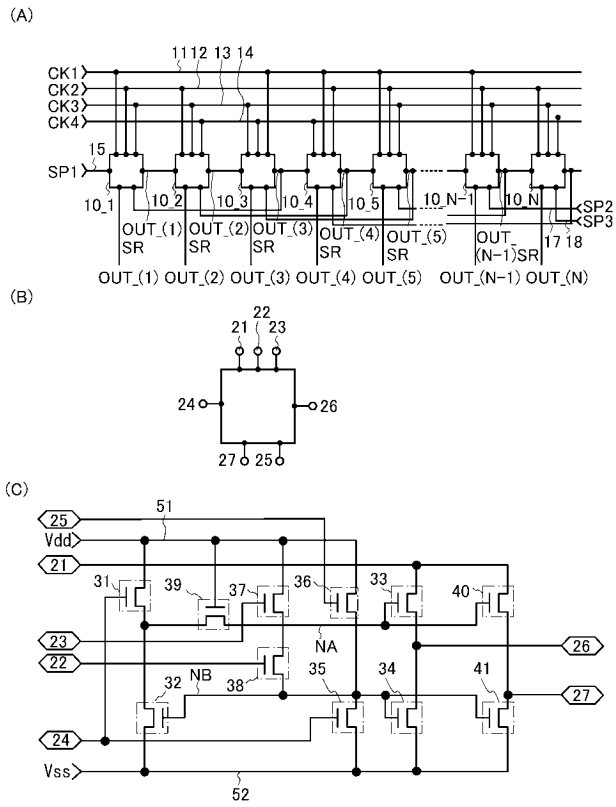 (A)
1112 13 14
CK1
CK2
CK3
CK4
15
SP1
10_1 10_2 10_3 10_4 10_5 10_N-1 10_N
SP2
SP3
OUT_(1) SR
OUT_(2) SR
OUT_(3) SR
OUT_(4) SR
OUT_(5) SR
OUT_(N-1)SR
17 18
OUT_(1) OUT_(2) OUT_(3) OUT_(4) OUT_(5) OUT_(N-1) OUT_(N)
(B)
22
21 23
24 26
27 25
(C)
25 51
Vdd
21
31 39 37 36 33 40
23 NA
22 26
32 NB 38 35 34 41
27
24
Vss
52